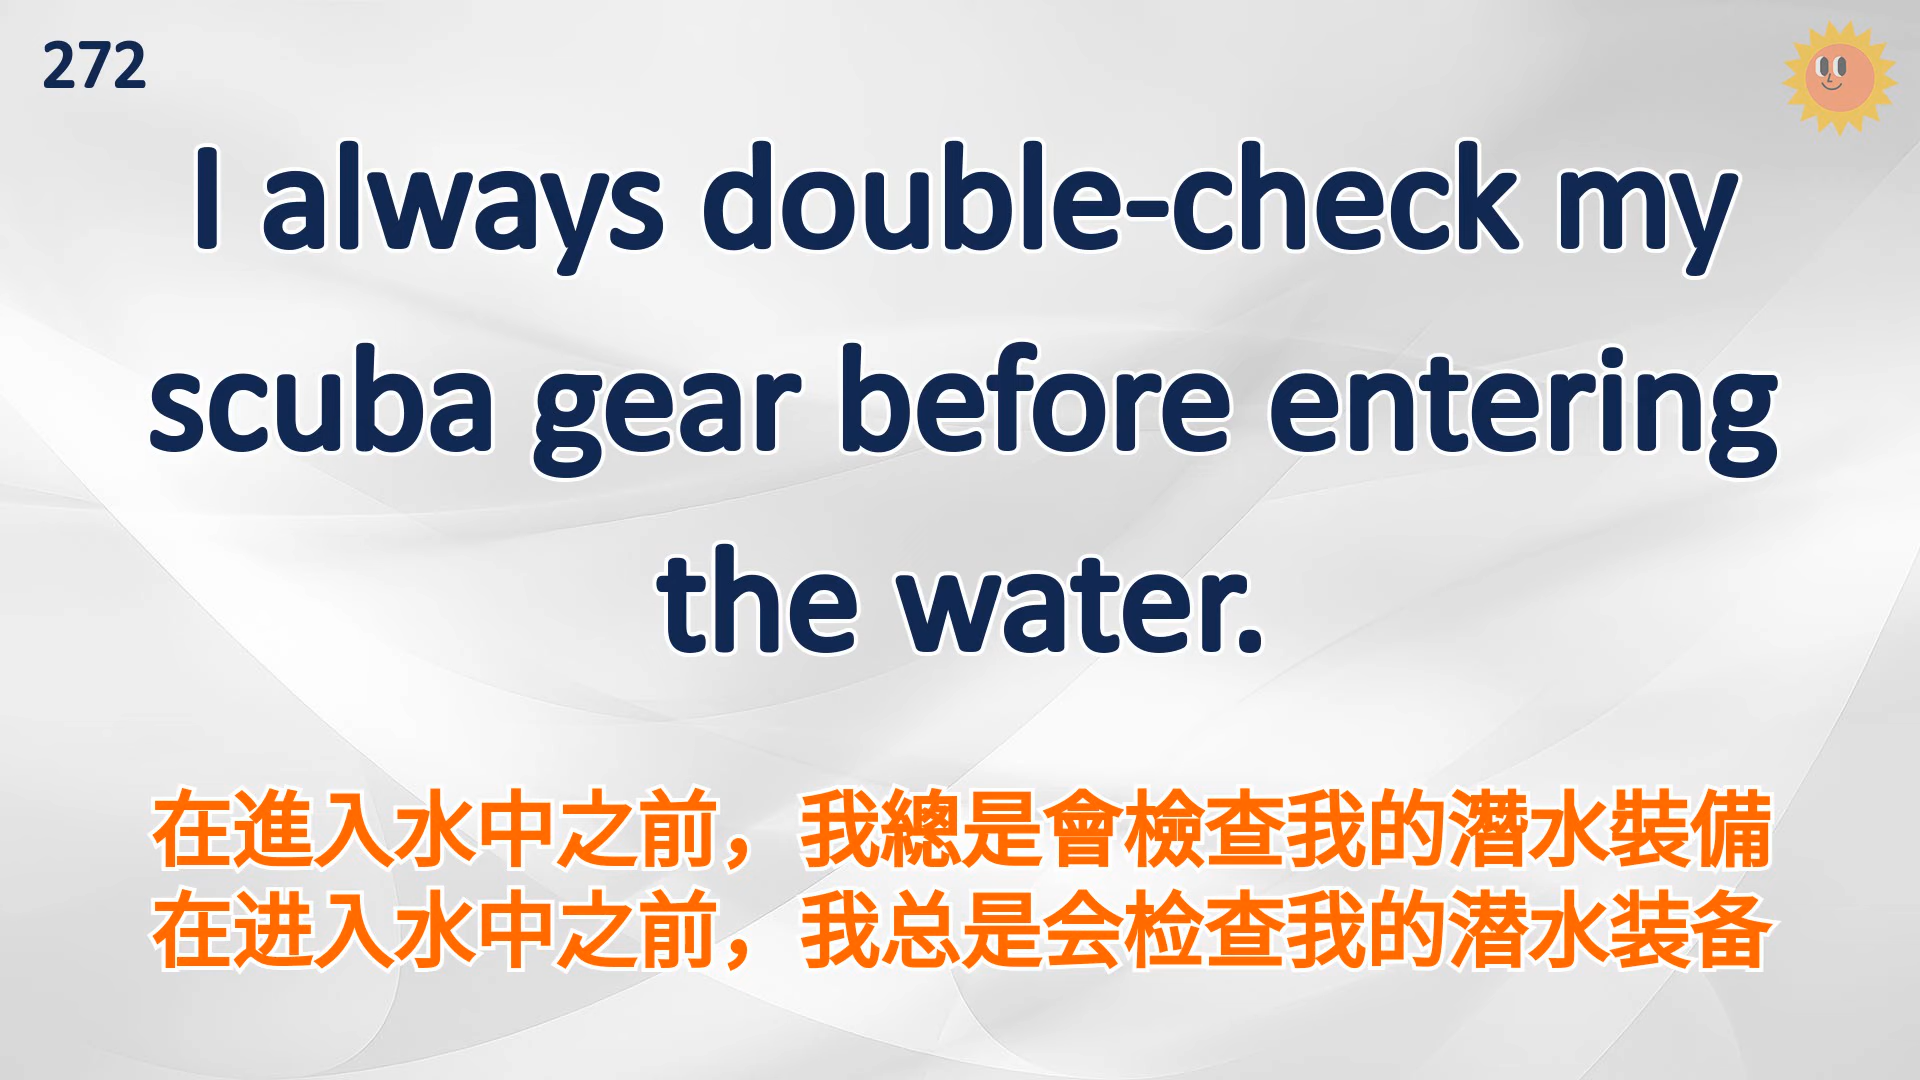 272
I always double-check my
scuba gear before entering
the water.
在進入水中之前，我總是會檢查我的潛水裝備
在进入水中之前，我总是会检查我的潜水装备